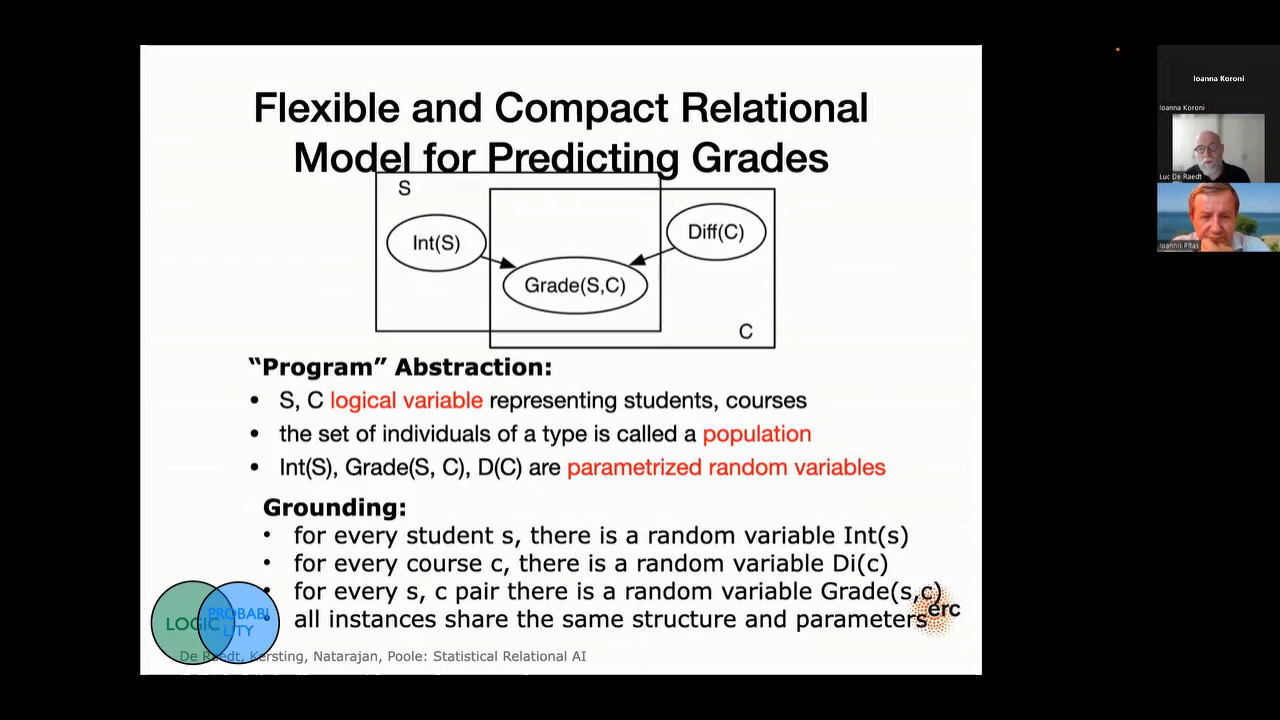 Flexible and Compact Relational
Model for Predicting Grades
S
Int(S)
Diff(C)
Grade(S,C)
C
“Program” Abstraction:
• S, C logical variable representing students, courses
• the set of individuals of a type is called a population
• Int(S), Grade(S, C), D(C) are parametrized random variables
Grounding:
• for every student s, there is a random variable Int(s)
• for every course c, there is a random variable Di(c)
• for every s, c pair there is a random variable Grade(s,c)
• all instances share the same structure and parameters
LOGIC
PROBABI
LITY
erc
De Raedt, Kersting, Natarajan, Poole: Statistical Relational AI
Ioanna Koroni
Ioanna Koroni
Luc De Raedt
Ioannis Pitas